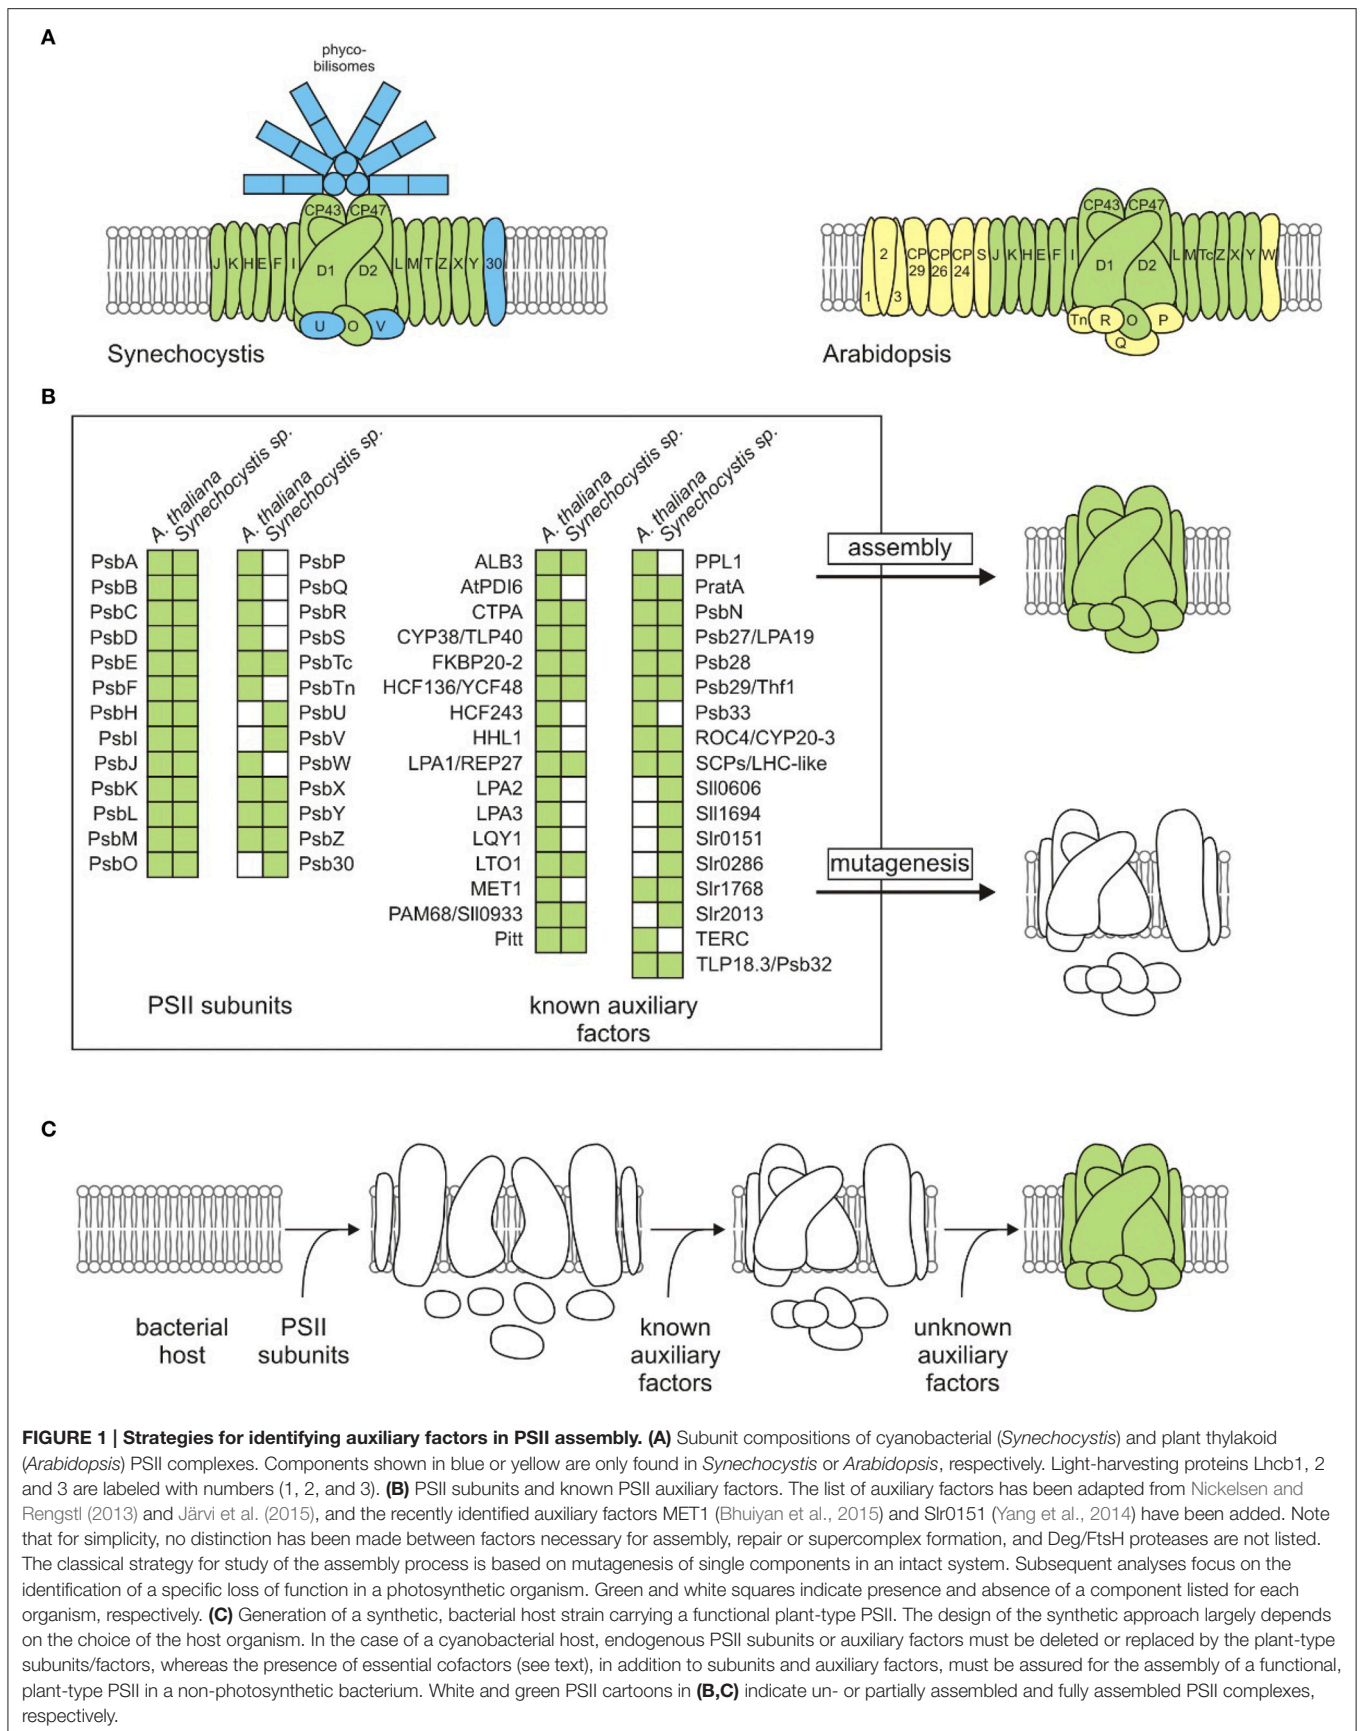 A
phyco-
bilisomes
CP43 CP47
J K H E F I D1 D2 L M T Z X Y 30
U O V
Synechocystis
CP43 CP47
1 2 3 CP29 CP26 CP24 S J K H E F I D1 D2 L M Tc Z X Y W
Tn R O P
Q
Arabidopsis
B
A. thaliana
Synechocystis sp.
A. thaliana
Synechocystis sp.
A. thaliana
Synechocystis sp.
A. thaliana
Synechocystis sp.
PsbA
PsbB
PsbC
PsbD
PsbE
PsbF
PsbH
PsbI
PsbJ
PsbK
PsbL
PsbM
PsbO
PsbP
PsbQ
PsbR
PsbS
PsbTc
PsbTn
PsbU
PsbV
PsbW
PsbX
PsbY
PsbZ
Psb30
PSII subunits
ALB3
AtPDI6
CTPA
CYP38/TLP40
FKBP20-2
HCF136/YCF48
HCF243
HHL1
LPA1/REP27
LPA2
LPA3
LQY1
LTO1
MET1
PAM68/Sll0933
Pitt
PPL1
PratA
PsbN
Psb27/LPA19
Psb28
Psb29/Thf1
Psb33
ROC4/CYP20-3
SCPs/LHC-like
Sll0606
Sll1694
Slr0151
Slr0286
Slr1768
Slr2013
TERC
TLP18.3/Psb32
known auxiliary
factors
assembly
mutagenesis
C
bacterial
host
PSII
subunits
known
auxiliary
factors
unknown
auxiliary
factors
FIGURE 1 | Strategies for identifying auxiliary factors in PSII assembly. (A) Subunit compositions of cyanobacterial (Synechocystis) and plant thylakoid
(Arabidopsis) PSII complexes. Components shown in blue or yellow are only found in Synechocystis or Arabidopsis, respectively. Light-harvesting proteins Lhcb1, 2
and 3 are labeled with numbers (1, 2, and 3). (B) PSII subunits and known PSII auxiliary factors. The list of auxiliary factors has been adapted from Nickelsen and
Rengstl (2013) and Järvi et al. (2015), and the recently identified auxiliary factors MET1 (Bhuiyan et al., 2015) and Slr0151 (Yang et al., 2014) have been added. Note
that for simplicity, no distinction has been made between factors necessary for assembly, repair or supercomplex formation, and Deg/FtsH proteases are not listed.
The classical strategy for study of the assembly process is based on mutagenesis of single components in an intact system. Subsequent analyses focus on the
identification of a specific loss of function in a photosynthetic organism. Green and white squares indicate presence and absence of a component listed for each
organism, respectively. (C) Generation of a synthetic, bacterial host strain carrying a functional plant-type PSII. The design of the synthetic approach largely depends
on the choice of the host organism. In the case of a cyanobacterial host, endogenous PSII subunits or auxiliary factors must be deleted or replaced by the plant-type
subunits/factors, whereas the presence of essential cofactors (see text), in addition to subunits and auxiliary factors, must be assured for the assembly of a functional,
plant-type PSII in a non-photosynthetic bacterium. White and green PSII cartoons in (B,C) indicate un- or partially assembled and fully assembled PSII complexes,
respectively.